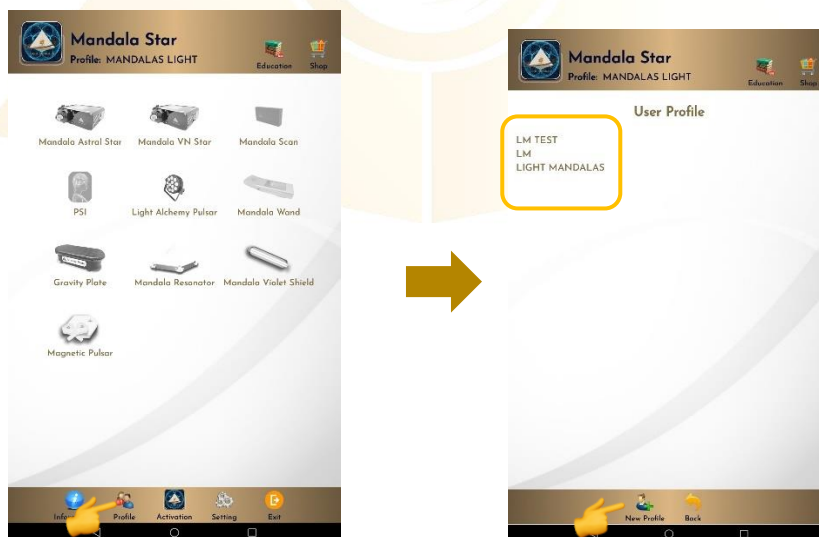 Mandala Star
Profile: MANDALAS LIGHT
Education Shop
Mandala Astral Star Mandala VN Star Mandala Scan
PSI Light Alchemy Pulsar Mandala Wand
Gravity Plate Mandala Resonator Mandala Violet Shield
Magnetic Pulsar
Profile Activation Setting Exit
Mandala Star
Profile: MANDALAS LIGHT
Education Shop
User Profile
LM TEST
LM
LIGHT MANDALAS
New Profile Back